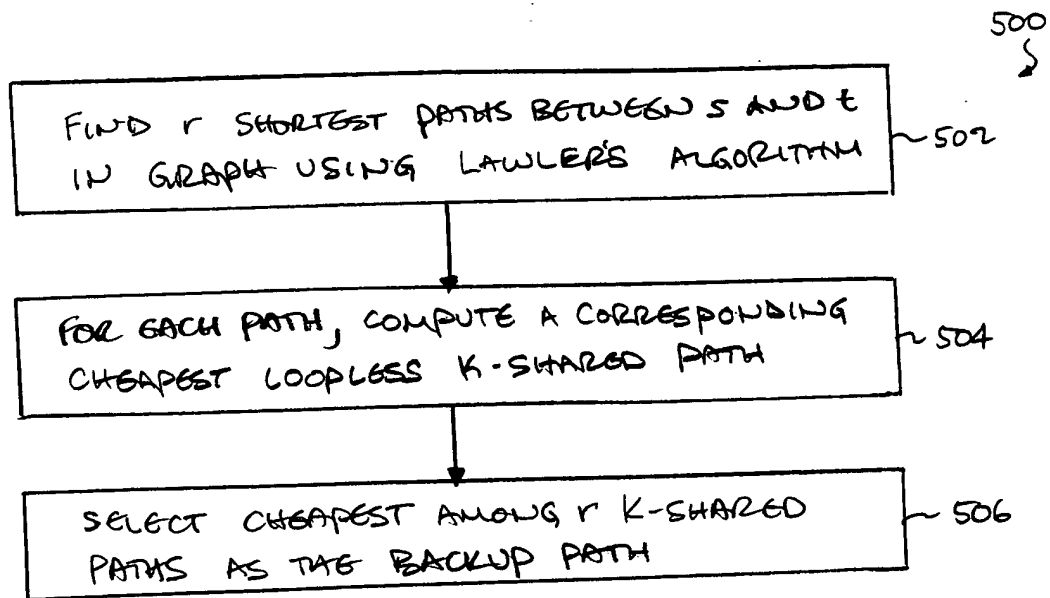 500
FIND r SHORTEST PATHS BETWEEN s AND t
IN GRAPH USING LAWLER'S ALGORITHM
502
FOR EACH PATH, COMPUTE A CORRESPONDING
CHEAPEST LOOPLESS K-SHARED PATH
504
SELECT CHEAPEST AMONG r K-SHARED
PATHS AS THE BACKUP PATH
506